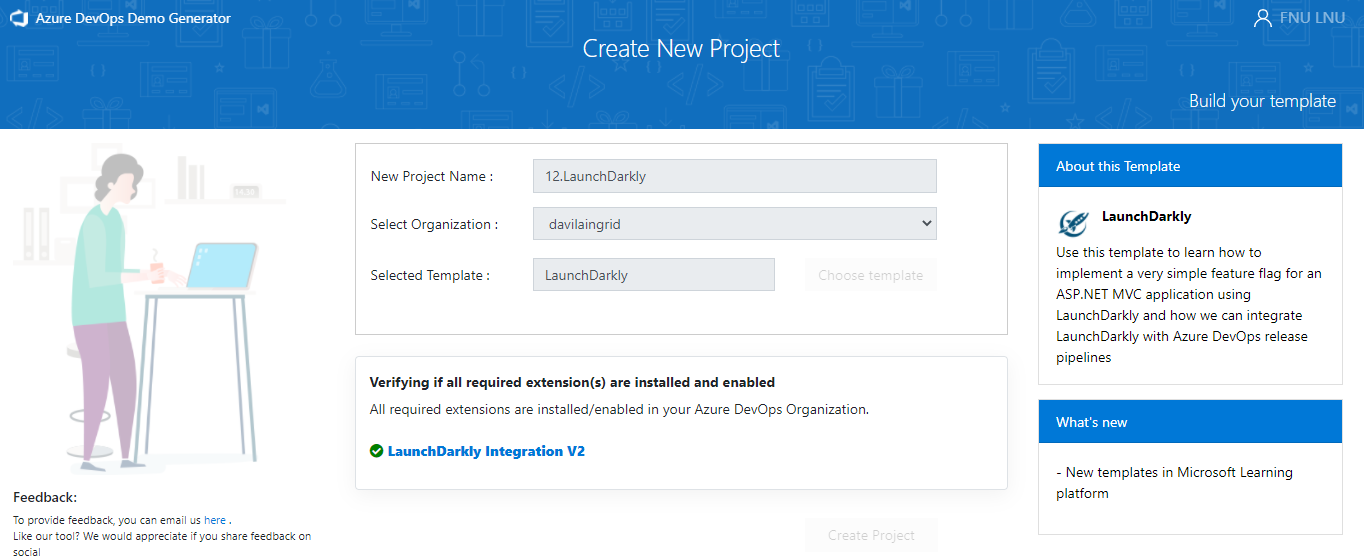 Azure DevOps Demo Generator
FNU LNU
Create New Project
Build your template
New Project Name :
12.LaunchDarkly
Select Organization :
davilaingrid
Selected Template :
LaunchDarkly
Choose template
Verifying if all required extension(s) are installed and enabled
All required extensions are installed/enabled in your Azure DevOps Organization.
LaunchDarkly Integration V2
Create Project
About this Template
LaunchDarkly
Use this template to learn how to
implement a very simple feature flag for an
ASP.NET MVC application using
LaunchDarkly and how we can integrate
LaunchDarkly with Azure DevOps release
pipelines
What's new
- New templates in Microsoft Learning
platform
Feedback:
To provide feedback, you can email us here .
Like our tool? We would appreciate if you share feedback on
social